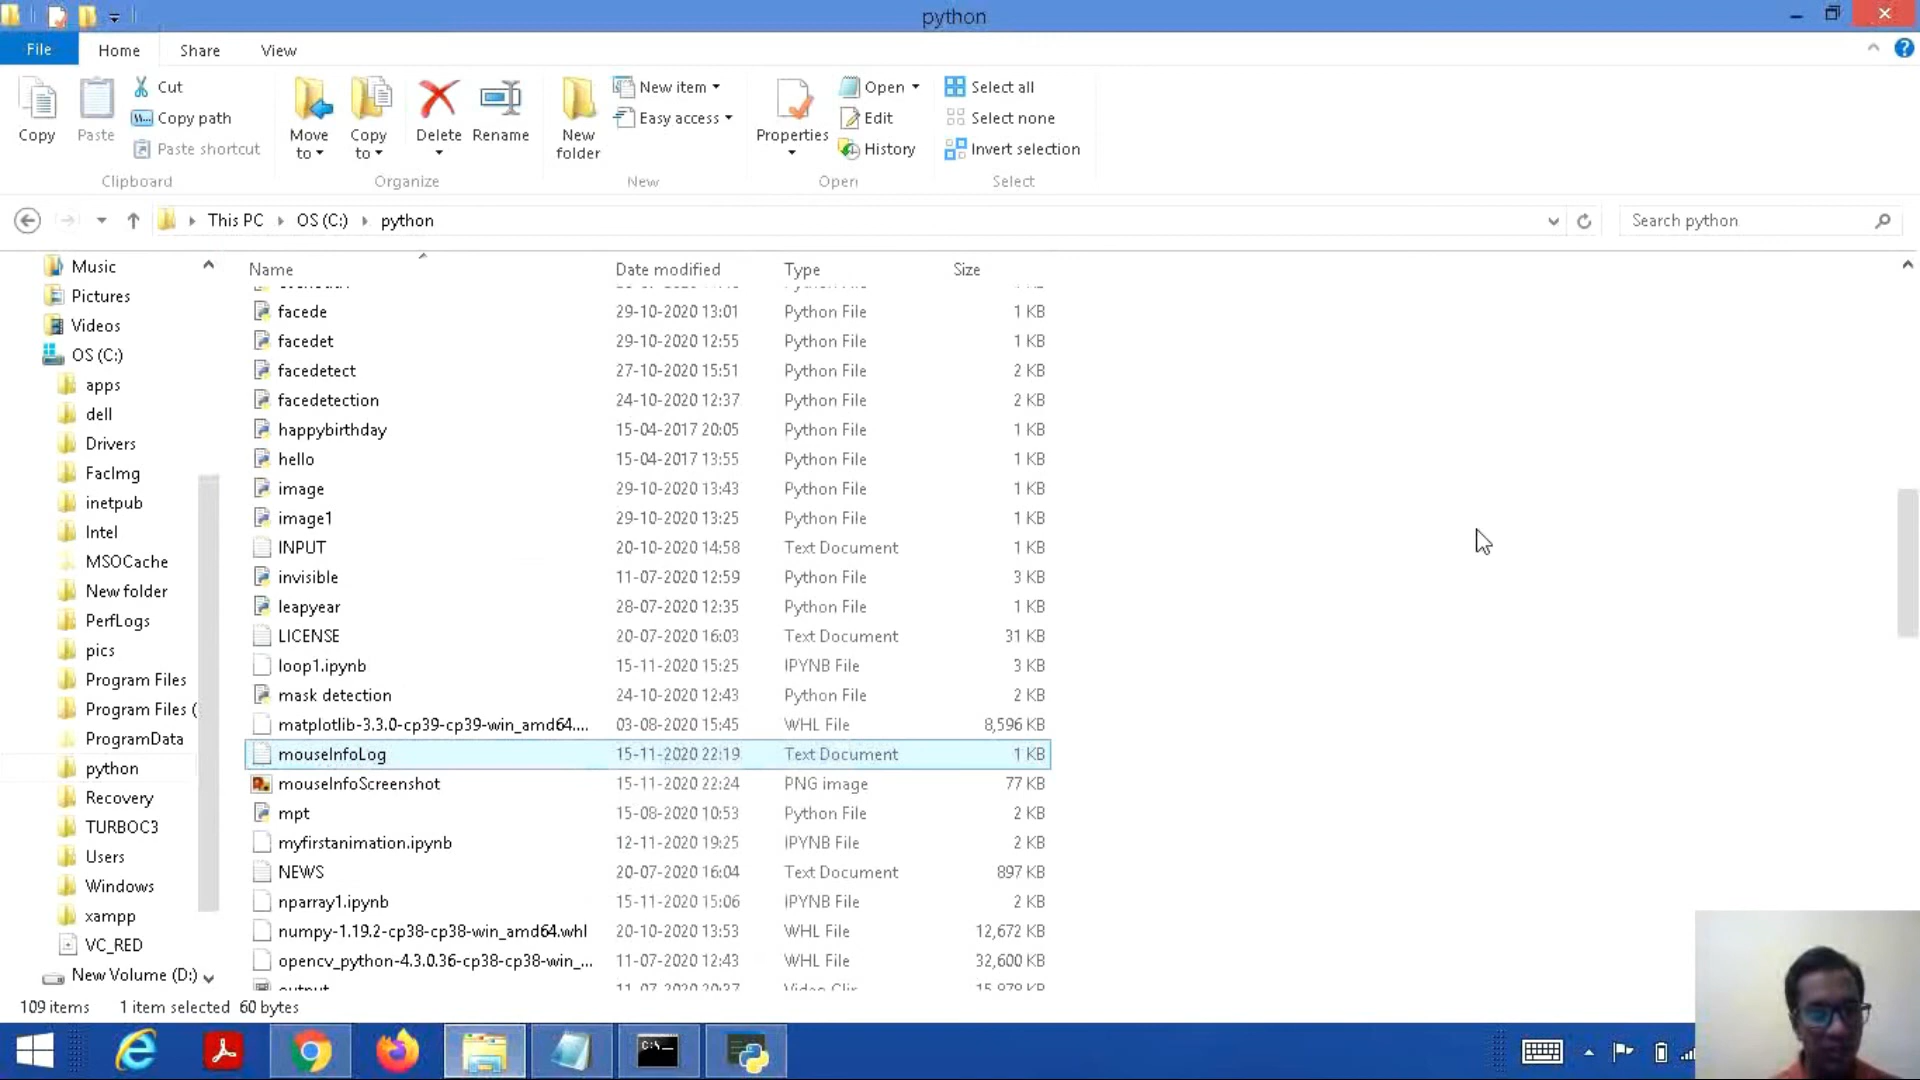 python
File Home Share View
Copy
Paste
Cut
Copy path
Paste shortcut
Clipboard
Move to
Copy to
Delete
Rename
Organize
New folder
New item
Easy access
New
Properties
Open
Edit
History
Open
Select all
Select none
Invert selection
Select
This PC OS (C:) python
Search python
Music
Pictures
Videos
OS (C:)
apps
dell
Drivers
FacImg
inetpub
Intel
MSOCache
New folder
PerfLogs
pics
Program Files
Program Files (
ProgramData
python
Recovery
TURBOC3
Users
Windows
xampp
VC_RED
New Volume (D:)
Name Date modified Type Size
facede 29-10-2020 13:01 Python File 1 KB
facedet 29-10-2020 12:55 Python File 1 KB
facedetect 27-10-2020 15:51 Python File 2 KB
facedetection 24-10-2020 12:37 Python File 2 KB
happybirthday 15-04-2017 20:05 Python File 1 KB
hello 15-04-2017 13:55 Python File 1 KB
image 29-10-2020 13:43 Python File 1 KB
image1 29-10-2020 13:25 Python File 1 KB
INPUT 20-10-2020 14:58 Text Document 1 KB
invisible 11-07-2020 12:59 Python File 3 KB
leapyear 28-07-2020 12:35 Python File 1 KB
LICENSE 20-07-2020 16:03 Text Document 31 KB
loop1.ipynb 15-11-2020 15:25 IPYNB File 3 KB
mask detection 24-10-2020 12:43 Python File 2 KB
matplotlib-3.3.0-cp39-cp39-win_amd64.... 03-08-2020 15:45 WHL File 8,596 KB
mouseInfoLog 15-11-2020 22:19 Text Document 1 KB
mouseInfoScreenshot 15-11-2020 22:24 PNG image 77 KB
mpt 15-08-2020 10:53 Python File 2 KB
myfirstanimation.ipynb 12-11-2020 19:25 IPYNB File 2 KB
NEWS 20-07-2020 16:04 Text Document 897 KB
nparray1.ipynb 15-11-2020 15:06 IPYNB File 2 KB
numpy-1.19.2-cp38-cp38-win_amd64.whl 20-10-2020 13:53 WHL File 12,672 KB
opencv_python-4.3.0.36-cp38-cp38-win_... 11-07-2020 12:43 WHL File 32,600 KB
109 items 1 item selected 60 bytes
C:\